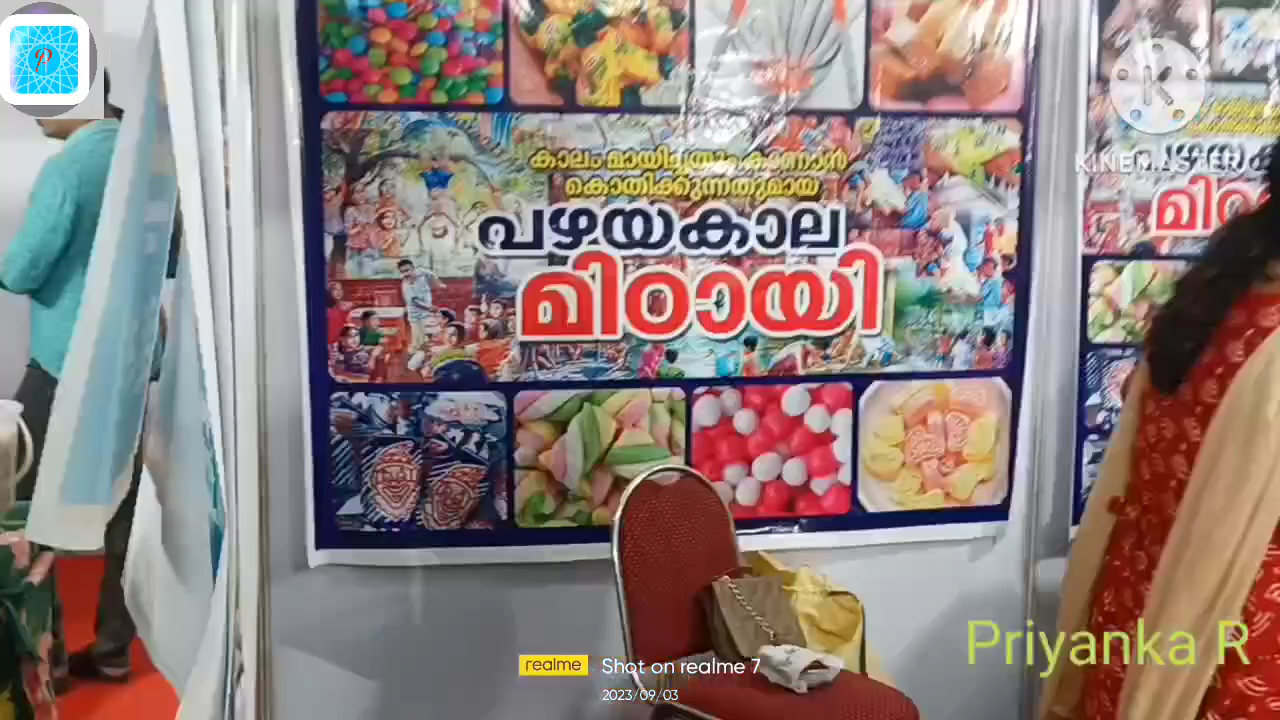 കാലം മായിച്ചതുകൊണ്ടാൻ
കൊതിക്കുന്നതുമായ
പഴയകാല
മിഠായി
KINEMASTER
മിഠാ
Priyanka R
realme Shot on realme 7
2023/09/03